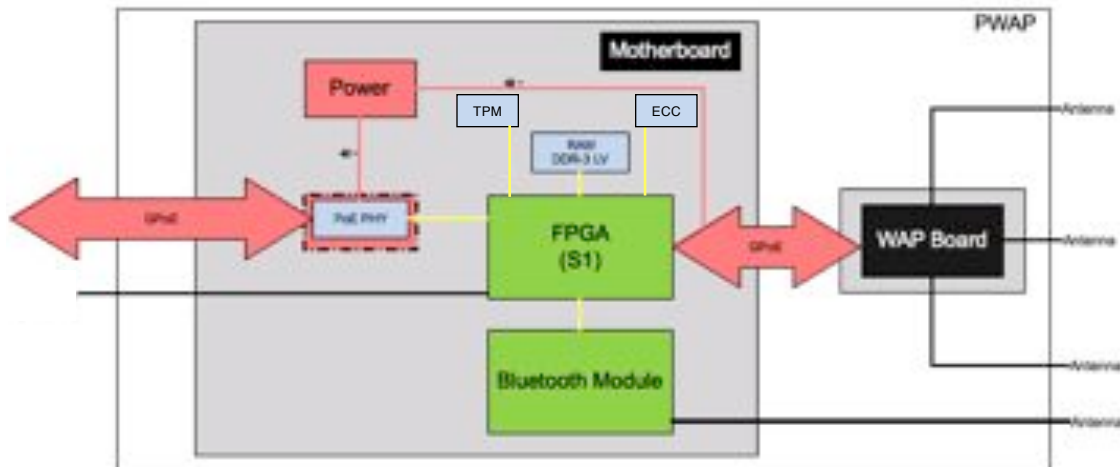 PWAP
Motherboard
Power
TPM
ECC
DDR-3 LV
Antenna
GPoE
PoE PHY
FPGA
(S1)
GPoE
WAP Board
Antenna
Bluetooth Module
Antenna
Antenna